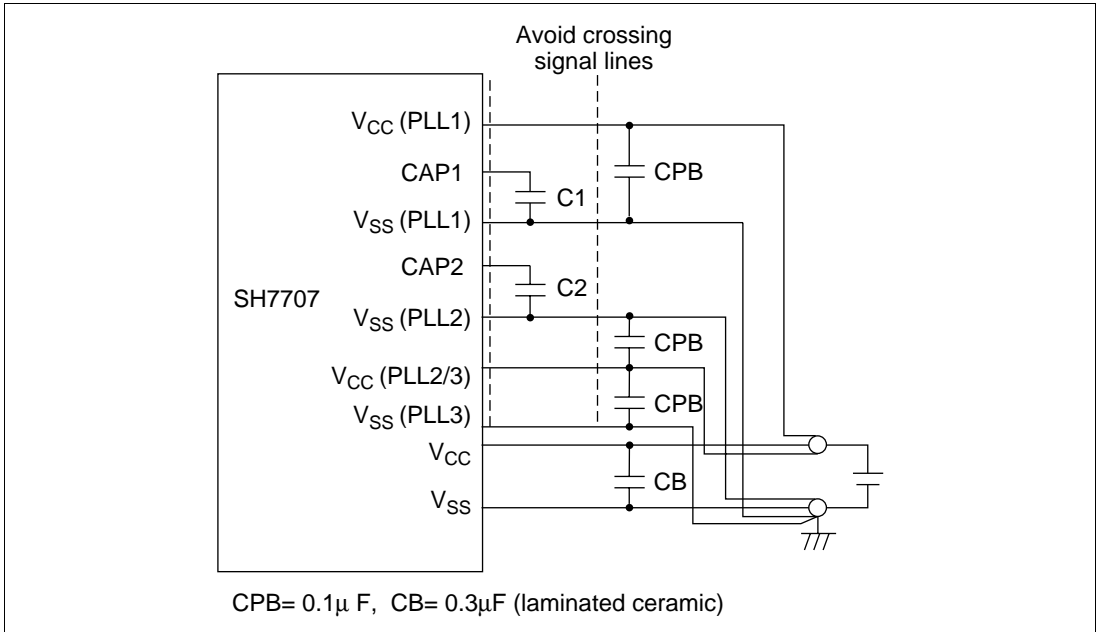 Avoid crossing
signal lines
VCC (PLL1)
CPB
CAP1
C1
VSS (PLL1)
CAP2
C2
SH7707
VSS (PLL2)
CPB
VCC (PLL2/3)
CPB
VSS (PLL3)
VCC
CB
VSS
CPB= 0.1μ F, CB= 0.3μF (laminated ceramic)